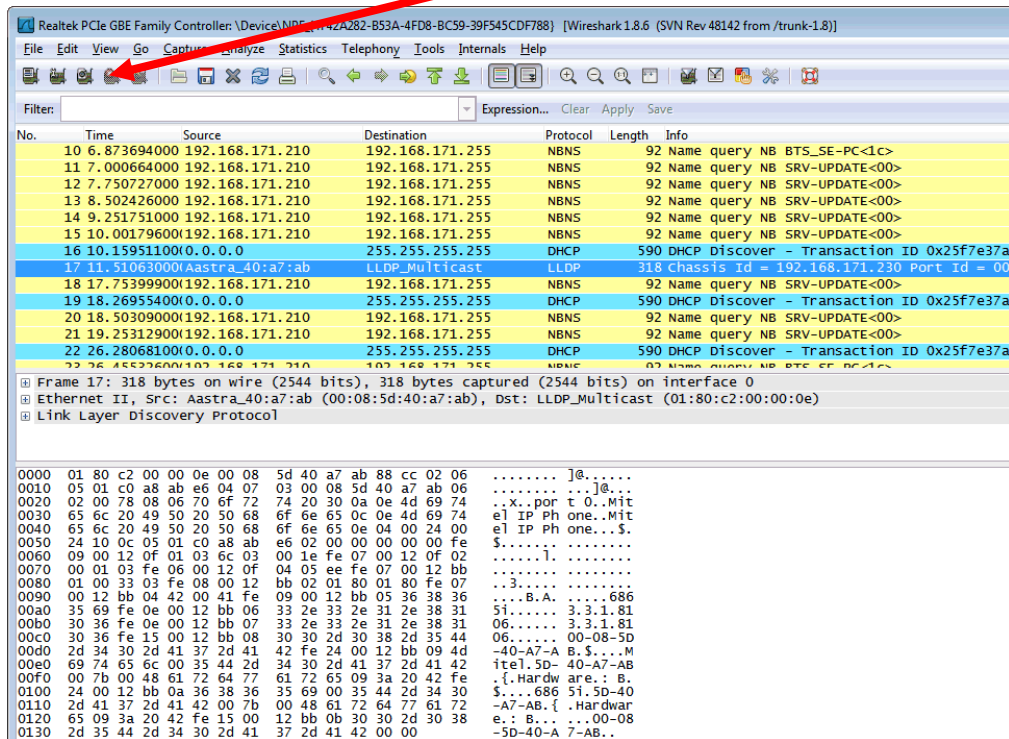 Realtek PCIe GBE Family Controller: \Device\NPF_{ 42A282-B53A-4FD8-BC59-39F545CDF788} [Wireshark 1.8.6 (SVN Rev 48142 from /trunk-1.8)]
File Edit View Go Capture Analyze Statistics Telephony Tools Internals Help
Filter: Expression... Clear Apply Save
No. Time Source Destination Protocol Length Info
10 6.873694000 192.168.171.210 192.168.171.255 NBNS 92 Name query NB BTS_SE-PC<1c>
11 7.000664000 192.168.171.210 192.168.171.255 NBNS 92 Name query NB SRV-UPDATE<00>
12 7.750727000 192.168.171.210 192.168.171.255 NBNS 92 Name query NB SRV-UPDATE<00>
13 8.502426000 192.168.171.210 192.168.171.255 NBNS 92 Name query NB SRV-UPDATE<00>
14 9.251751000 192.168.171.210 192.168.171.255 NBNS 92 Name query NB SRV-UPDATE<00>
15 10.001796000 192.168.171.210 192.168.171.255 NBNS 92 Name query NB SRV-UPDATE<00>
16 10.159511000 0.0.0.0 255.255.255.255 DHCP 590 DHCP Discover - Transaction ID 0x25f7e37a
17 11.510630000 Aastra_40:a7:ab LLDP_Multicast LLDP 318 Chassis Id = 192.168.171.230 Port Id = 00
18 17.753999000 192.168.171.210 192.168.171.255 NBNS 92 Name query NB SRV-UPDATE<00>
19 18.269554000 0.0.0.0 255.255.255.255 DHCP 590 DHCP Discover - Transaction ID 0x25f7e37a
20 18.503090000 192.168.171.210 192.168.171.255 NBNS 92 Name query NB SRV-UPDATE<00>
21 19.253129000 192.168.171.210 192.168.171.255 NBNS 92 Name query NB SRV-UPDATE<00>
22 26.280681000 0.0.0.0 255.255.255.255 DHCP 590 DHCP Discover - Transaction ID 0x25f7e37a
23 26.455326000 192.168.171.210 192.168.171.255 NBNS 92 Name query NB BTS_SE-PC<1c>
Frame 17: 318 bytes on wire (2544 bits), 318 bytes captured (2544 bits) on interface 0
Ethernet II, Src: Aastra_40:a7:ab (00:08:5d:40:a7:ab), Dst: LLDP_Multicast (01:80:c2:00:00:0e)
Link Layer Discovery Protocol
0000 01 80 c2 00 00 0e 00 08 5d 40 a7 ab 88 cc 02 06 ........ ]@......
0010 05 01 c0 a8 ab e6 04 07 03 00 08 5d 40 a7 ab 06 ........ ...]@...
0020 02 00 78 08 06 70 6f 72 74 20 30 0a 0e 4d 69 74 ..x..por t 0..Mit
0030 65 6c 20 49 50 20 50 68 6f 6e 65 0c 0e 4d 69 74 el IP Ph one..Mit
0040 65 6c 20 49 50 20 50 68 6f 6e 65 0e 04 00 24 00 el IP Ph one...$.
0050 24 10 0c 05 01 c0 a8 ab e6 02 00 00 00 00 00 fe $....... ........
0060 09 00 12 0f 01 03 6c 03 00 1e fe 07 00 12 0f 02 ......l. ........
0070 00 01 03 fe 06 00 12 0f 04 05 ee fe 07 00 12 bb ........ ........
0080 01 00 33 03 fe 08 00 12 bb 02 01 80 01 80 fe 07 ..3..... ........
0090 00 12 bb 04 42 00 41 fe 09 00 12 bb 05 36 38 36 ....B.A. .....686
00a0 35 69 fe 0e 00 12 bb 06 33 2e 33 2e 31 2e 38 31 5i...... 3.3.1.81
00b0 30 36 fe 0e 00 12 bb 07 33 2e 33 2e 31 2e 38 31 06...... 3.3.1.81
00c0 30 36 fe 15 00 12 bb 08 30 30 2d 30 38 2d 35 44 06...... 00-08-5D
00d0 2d 34 30 2d 41 37 2d 41 42 fe 24 00 12 bb 09 4d -40-A7-A B.$....M
00e0 69 74 65 6c 00 35 44 2d 34 30 2d 41 37 2d 41 42 itel.5D- 40-A7-AB
00f0 00 7b 00 48 61 72 64 77 61 72 65 09 3a 20 42 fe .{.Hardw are.: B.
0100 24 00 12 bb 0a 36 38 36 35 69 00 35 44 2d 34 30 $....686 5i.5D-40
0110 2d 41 37 2d 41 42 00 7b 00 48 61 72 64 77 61 72 -A7-AB.{ .Hardwar
0120 65 09 3a 20 42 fe 15 00 12 bb 0b 30 30 2d 30 38 e.: B... ...00-08
0130 2d 35 44 2d 34 30 2d 41 37 2d 41 42 00 00 -5D-40-A 7-AB..